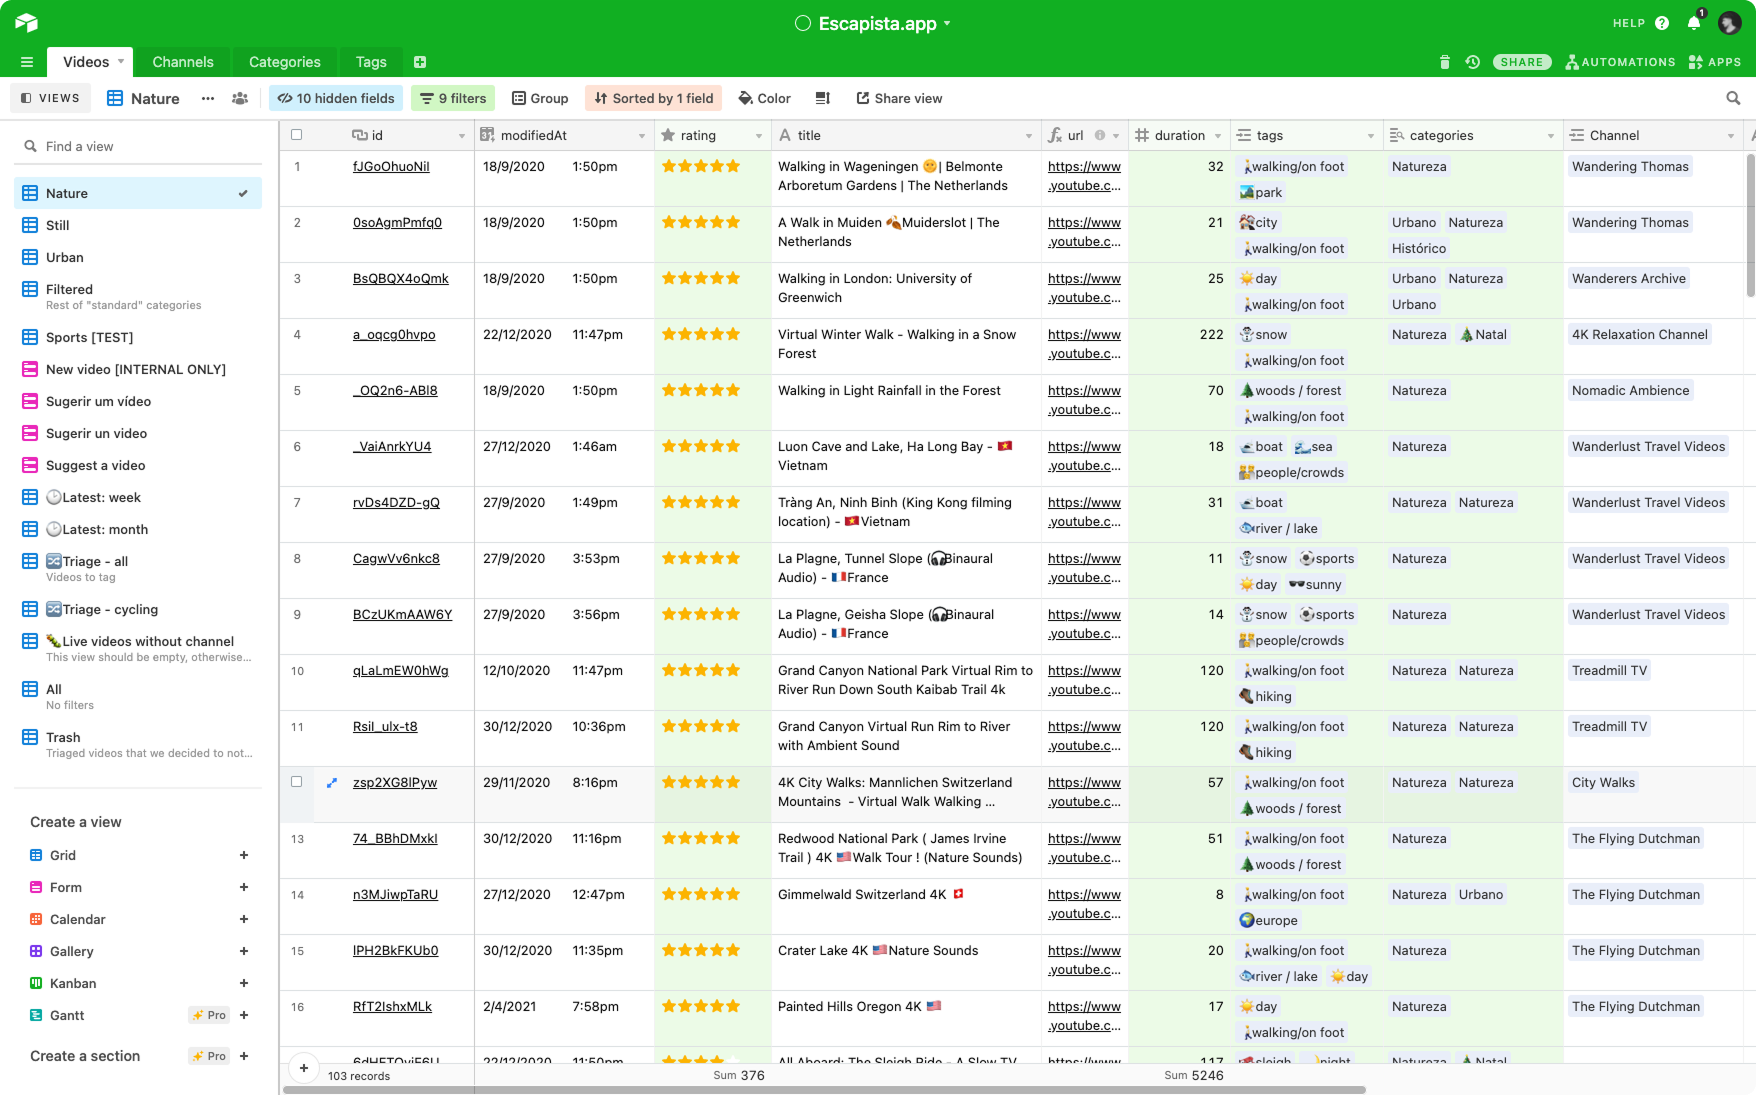 Escapista.app
HELP
1
Videos
Channels
Categories
Tags
SHARE
AUTOMATIONS
APPS
VIEWS
Nature
10 hidden fields
9 filters
Group
Sorted by 1 field
Color
Share view
Find a view
Nature
Still
Urban
Filtered
Rest of "standard" categories
Sports [TEST]
New video [INTERNAL ONLY]
Sugerir um vídeo
Sugerir un video
Suggest a video
Latest: week
Latest: month
Triage - all
Videos to tag
Triage - cycling
Live videos without channel
This view should be empty, otherwise...
All
No filters
Trash
Triaged videos that we decided to not...
Create a view
Grid
Form
Calendar
Gallery
Kanban
Gantt Pro
Create a section Pro
id modifiedAt rating title url duration tags categories Channel
1 fJGoOhuoNiI 18/9/2020 1:50pm Walking in Wageningen | Belmonte https://www 32 walking/on foot Natureza Wandering Thomas
Arboretum Gardens | The Netherlands .youtube.c... park
2 0soAgmPmfq0 18/9/2020 1:50pm A Walk in Muiden Muiderslot | The https://www 21 city Urbano Natureza Wandering Thomas
Netherlands .youtube.c... walking/on foot Histórico
3 BsQBQX4oQmk 18/9/2020 1:50pm Walking in London: University of https://www 25 day Urbano Natureza Wanderers Archive
Greenwich .youtube.c... walking/on foot Urbano
4 a_oqcg0hvpo 22/12/2020 11:47pm Virtual Winter Walk - Walking in a Snow https://www 222 snow Natureza Natal 4K Relaxation Channel
Forest .youtube.c... walking/on foot
5 _OQ2n6-ABI8 18/9/2020 1:50pm Walking in Light Rainfall in the Forest https://www 70 woods / forest Natureza Nomadic Ambience
.youtube.c... walking/on foot
6 _VaiAnrkYU4 27/12/2020 1:46am Luon Cave and Lake, Ha Long Bay - https://www 18 boat sea Natureza Wanderlust Travel Videos
Vietnam .youtube.c... people/crowds
7 rvDs4DZD-gQ 27/9/2020 1:49pm Tràng An, Ninh Binh (King Kong filming https://www 31 boat Natureza Natureza Wanderlust Travel Videos
location) - Vietnam .youtube.c... river / lake
8 CagwVv6nkc8 27/9/2020 3:53pm La Plagne, Tunnel Slope (Binaural https://www 11 snow sports Natureza Wanderlust Travel Videos
Audio) - France .youtube.c... day sunny
9 BCzUKmAAW6Y 27/9/2020 3:56pm La Plagne, Geisha Slope (Binaural https://www 14 snow sports Natureza Wanderlust Travel Videos
Audio) - France .youtube.c... people/crowds
10 qLaLmEW0hWg 12/10/2020 11:47pm Grand Canyon National Park Virtual Rim to https://www 120 walking/on foot Natureza Natureza Treadmill TV
River Run Down South Kaibab Trail 4k .youtube.c... hiking
11 Rsil_ulx-t8 30/12/2020 10:36pm Grand Canyon Virtual Run Rim to River https://www 120 walking/on foot Natureza Natureza Treadmill TV
with Ambient Sound .youtube.c... hiking
zsp2XG8lPyw 29/11/2020 8:16pm 4K City Walks: Mannlichen Switzerland https://www 57 walking/on foot Natureza Natureza City Walks
Mountains - Virtual Walk Walking ... .youtube.c... woods / forest
13 74_BBhDMxkI 30/12/2020 11:16pm Redwood National Park ( James Irvine https://www 51 walking/on foot Natureza The Flying Dutchman
Trail ) 4K Walk Tour ! (Nature Sounds) .youtube.c... woods / forest
14 n3MJiwpTaRU 27/12/2020 12:47pm Gimmelwald Switzerland 4K https://www 8 walking/on foot Natureza Urbano The Flying Dutchman
.youtube.c... europe
15 lPH2BkFKUb0 30/12/2020 11:35pm Crater Lake 4K Nature Sounds https://www 20 walking/on foot Natureza The Flying Dutchman
.youtube.c... river / lake day
16 RfT2IshxMLk 2/4/2021 7:58pm Painted Hills Oregon 4K https://www 17 day Natureza The Flying Dutchman
.youtube.c... walking/on foot
22/12/2020 11:50pm All Aboard: The Sleigh Ride - A Slow TV https://www 117 sleigh night Natureza Natal
103 records Sum 376 Sum 5246